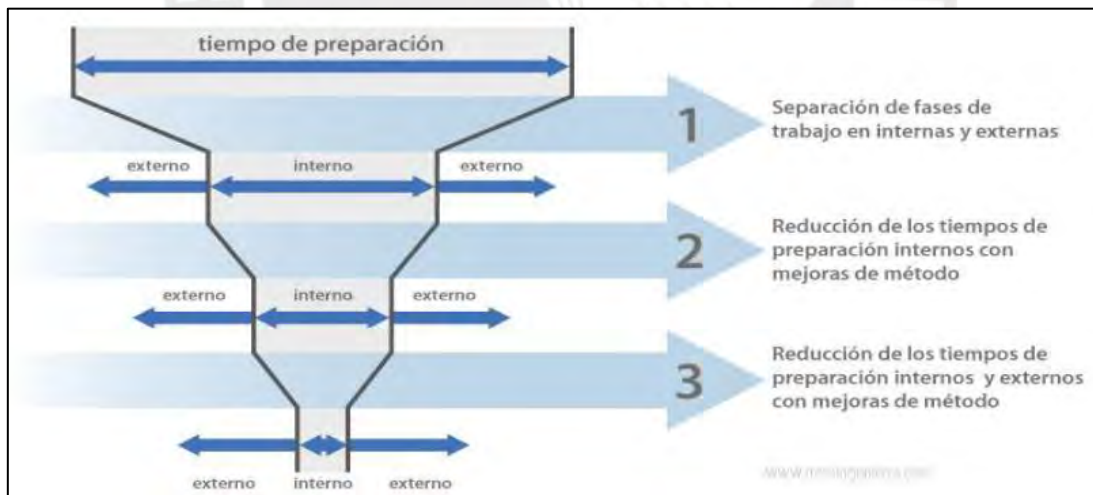 tiempo de preparación
1
Separación de fases de
trabajo en internas y externas
externo interno externo
2
Reducción de los tiempos de
preparación internos con
mejoras de método
externo interno externo
3
Reducción de los tiempos de
preparación internos y externos
con mejoras de método
externo interno externo